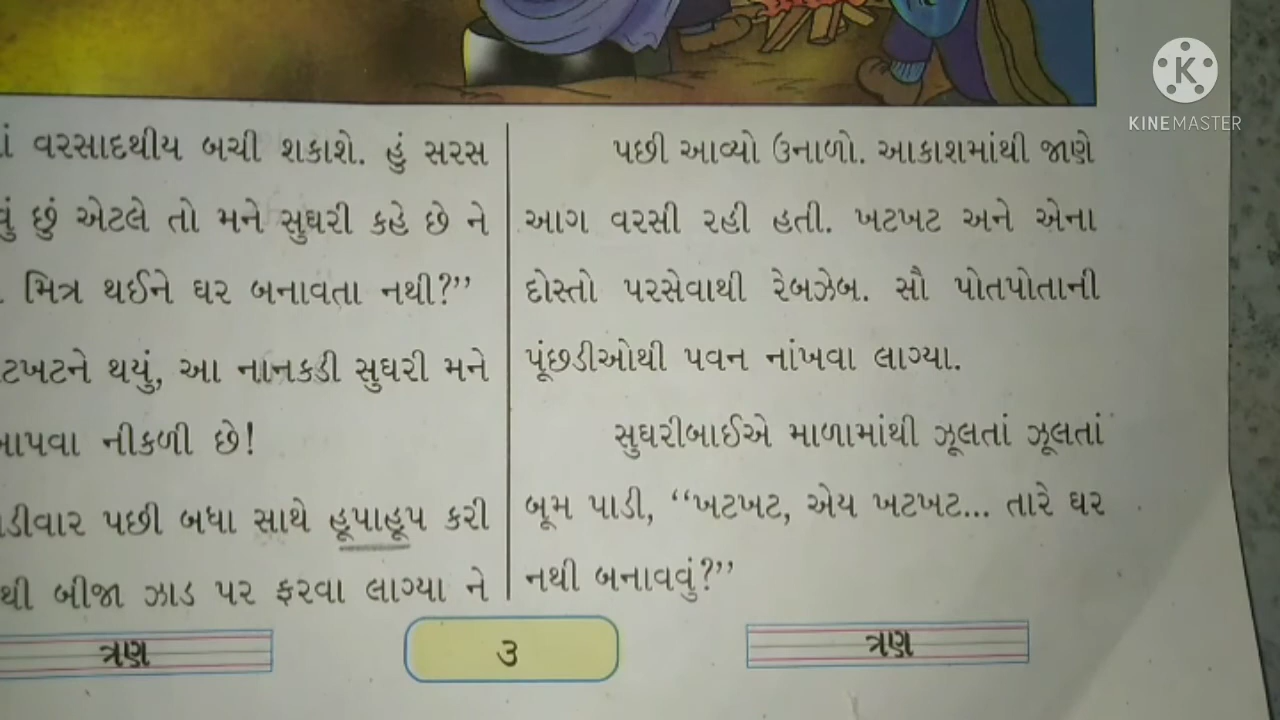 વરસાદથીય બચી શકાશે. હું સરસ
છું એટલે તો મને સુઘરી કહે છે ને
મિત્ર થઈને ઘર બનાવતા નથી?”
થયું, આ નાનકડી સુઘરી મને
નીકળી છે!
પછી બધા સાથે હૂપાહૂપ કરી
બીજા ઝાડ પર ફરવા લાગ્યા ને
પછી આવ્યો ઉનાળો. આકાશમાંથી જાણે
આગ વરસી રહી હતી. ખટખટ અને એના
દોસ્તો પરસેવાથી રેબઝેબ. સૌ પોતપોતાની
પૂંછડીઓથી પવન નાંખવા લાગ્યા.
સુઘરીબાઈએ માળામાંથી ઝૂલતાં ઝૂલતાં
બૂમ પાડી, “ખટખટ, એય ખટખટ... તારે ઘર
નથી બનાવવું?”
ત્રણ
૩
ત્રણ
K
KINEMASTER